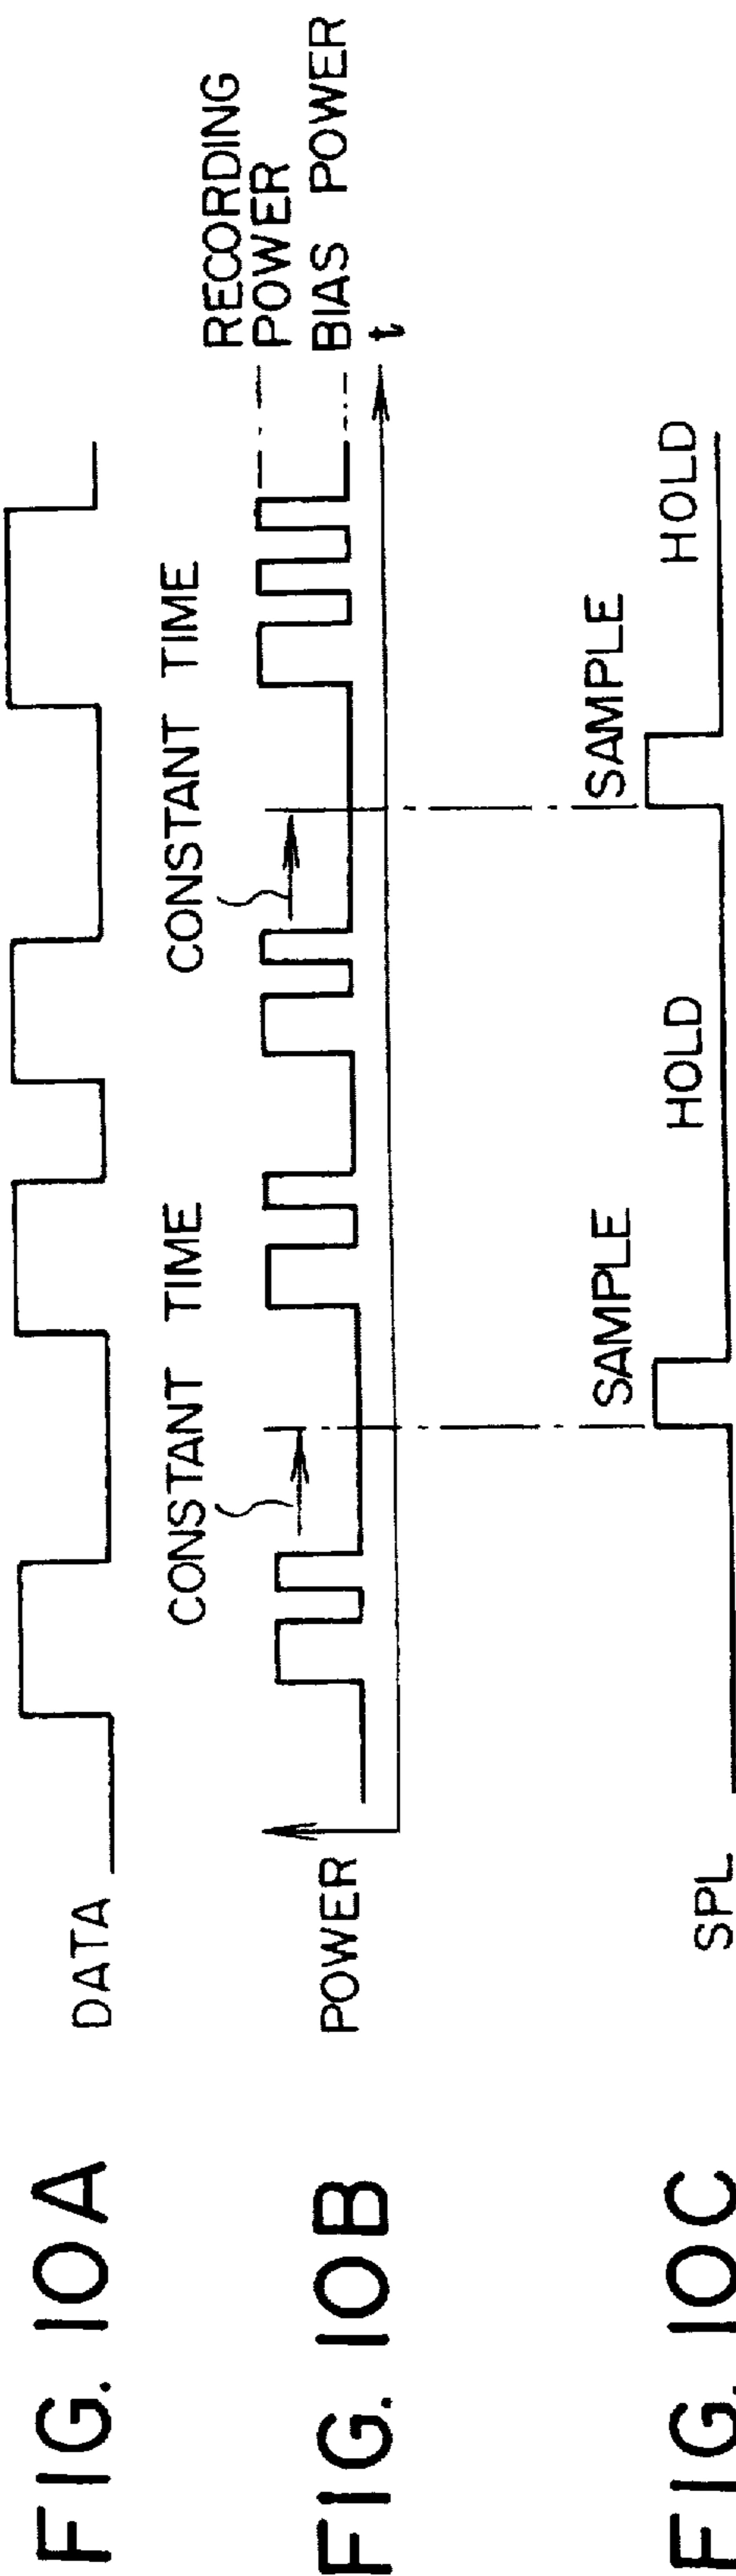 FIG. 10A
DATA
FIG. 10B
POWER
CONSTANT TIME
CONSTANT TIME
RECORDING
POWER
BIAS POWER
t
FIG. 10C
SPL
SAMPLE
HOLD
SAMPLE
HOLD